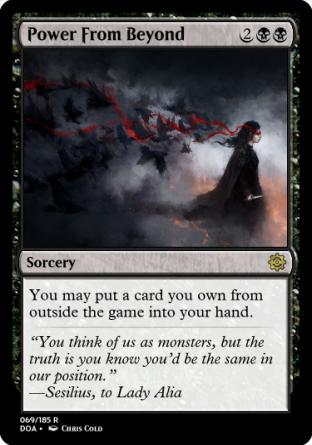 Power From Beyond 2
Sorcery
You may put a card you own from
outside the game into your hand.
“You think of us as monsters, but the
truth is you know you’d be the same in
our position.”
—Sesilius, to Lady Alia
069/185 R
DOA • Chris Cold